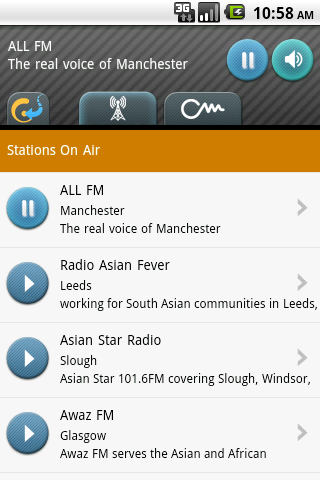 3G
10:58 AM
ALL FM
The real voice of Manchester
Stations On Air
ALL FM
Manchester
The real voice of Manchester
Radio Asian Fever
Leeds
working for South Asian communities in Leeds,
Asian Star Radio
Slough
Asian Star 101.6FM covering Slough, Windsor,
Awaz FM
Glasgow
Awaz FM serves the Asian and African